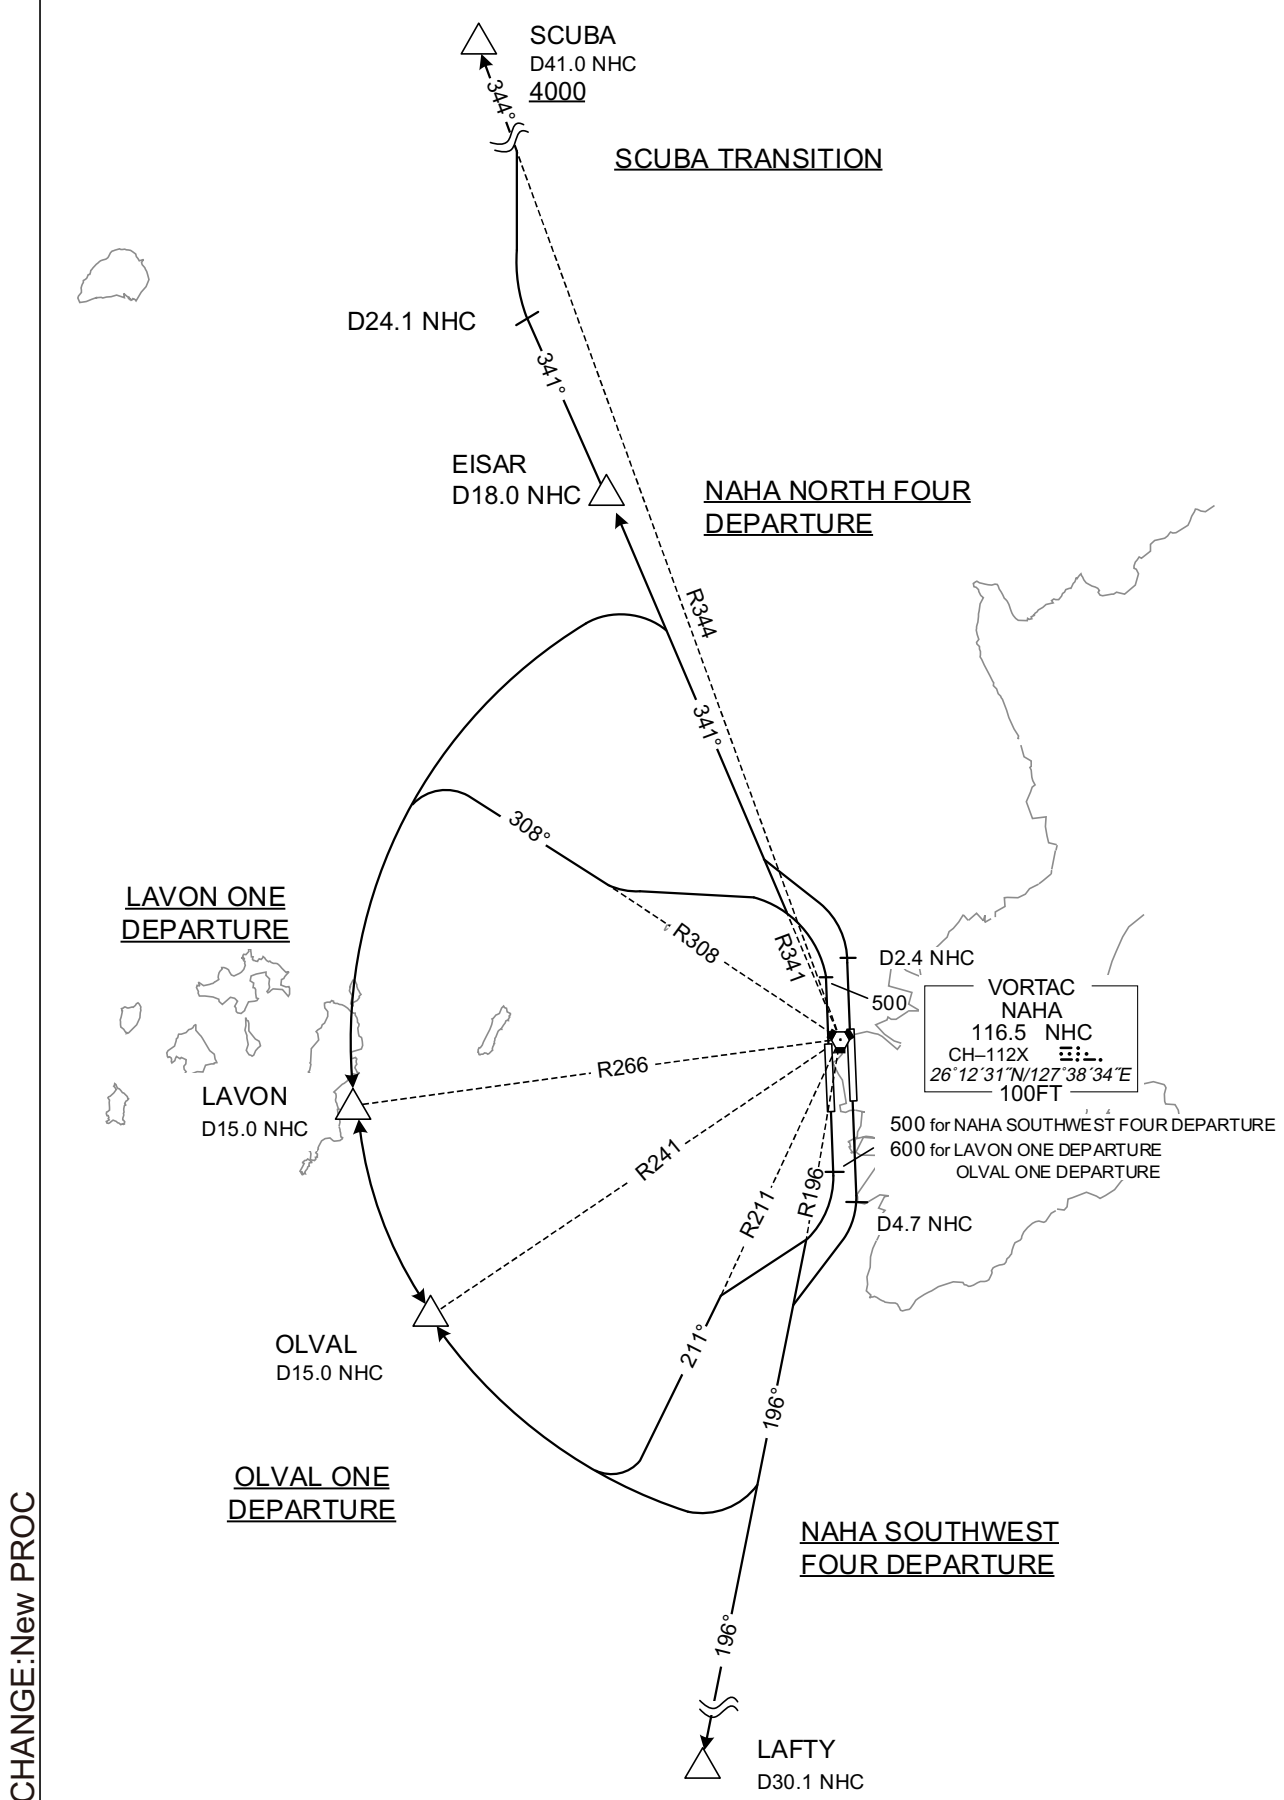 SCUBA
D41.0 NHC
4000
344°
SCUBA TRANSITION
D24.1 NHC
341°
EISAR
D18.0 NHC
NAHA NORTH FOUR
DEPARTURE
R344
341°
308°
LAVON ONE
DEPARTURE
R308
R341
D2.4 NHC
500
VORTAC
NAHA
116.5 NHC
CH–112X
26°12´31˝N/127°38´34˝E
100FT
R266
LAVON
D15.0 NHC
500 for NAHA SOUTHWEST FOUR DEPARTURE
600 for LAVON ONE DEPARTURE
OLVAL ONE DEPARTURE
R241
R211
R196
D4.7 NHC
OLVAL
D15.0 NHC
211°
196°
OLVAL ONE
DEPARTURE
NAHA SOUTHWEST
FOUR DEPARTURE
196°
LAFTY
D30.1 NHC
CHANGE:New PROC